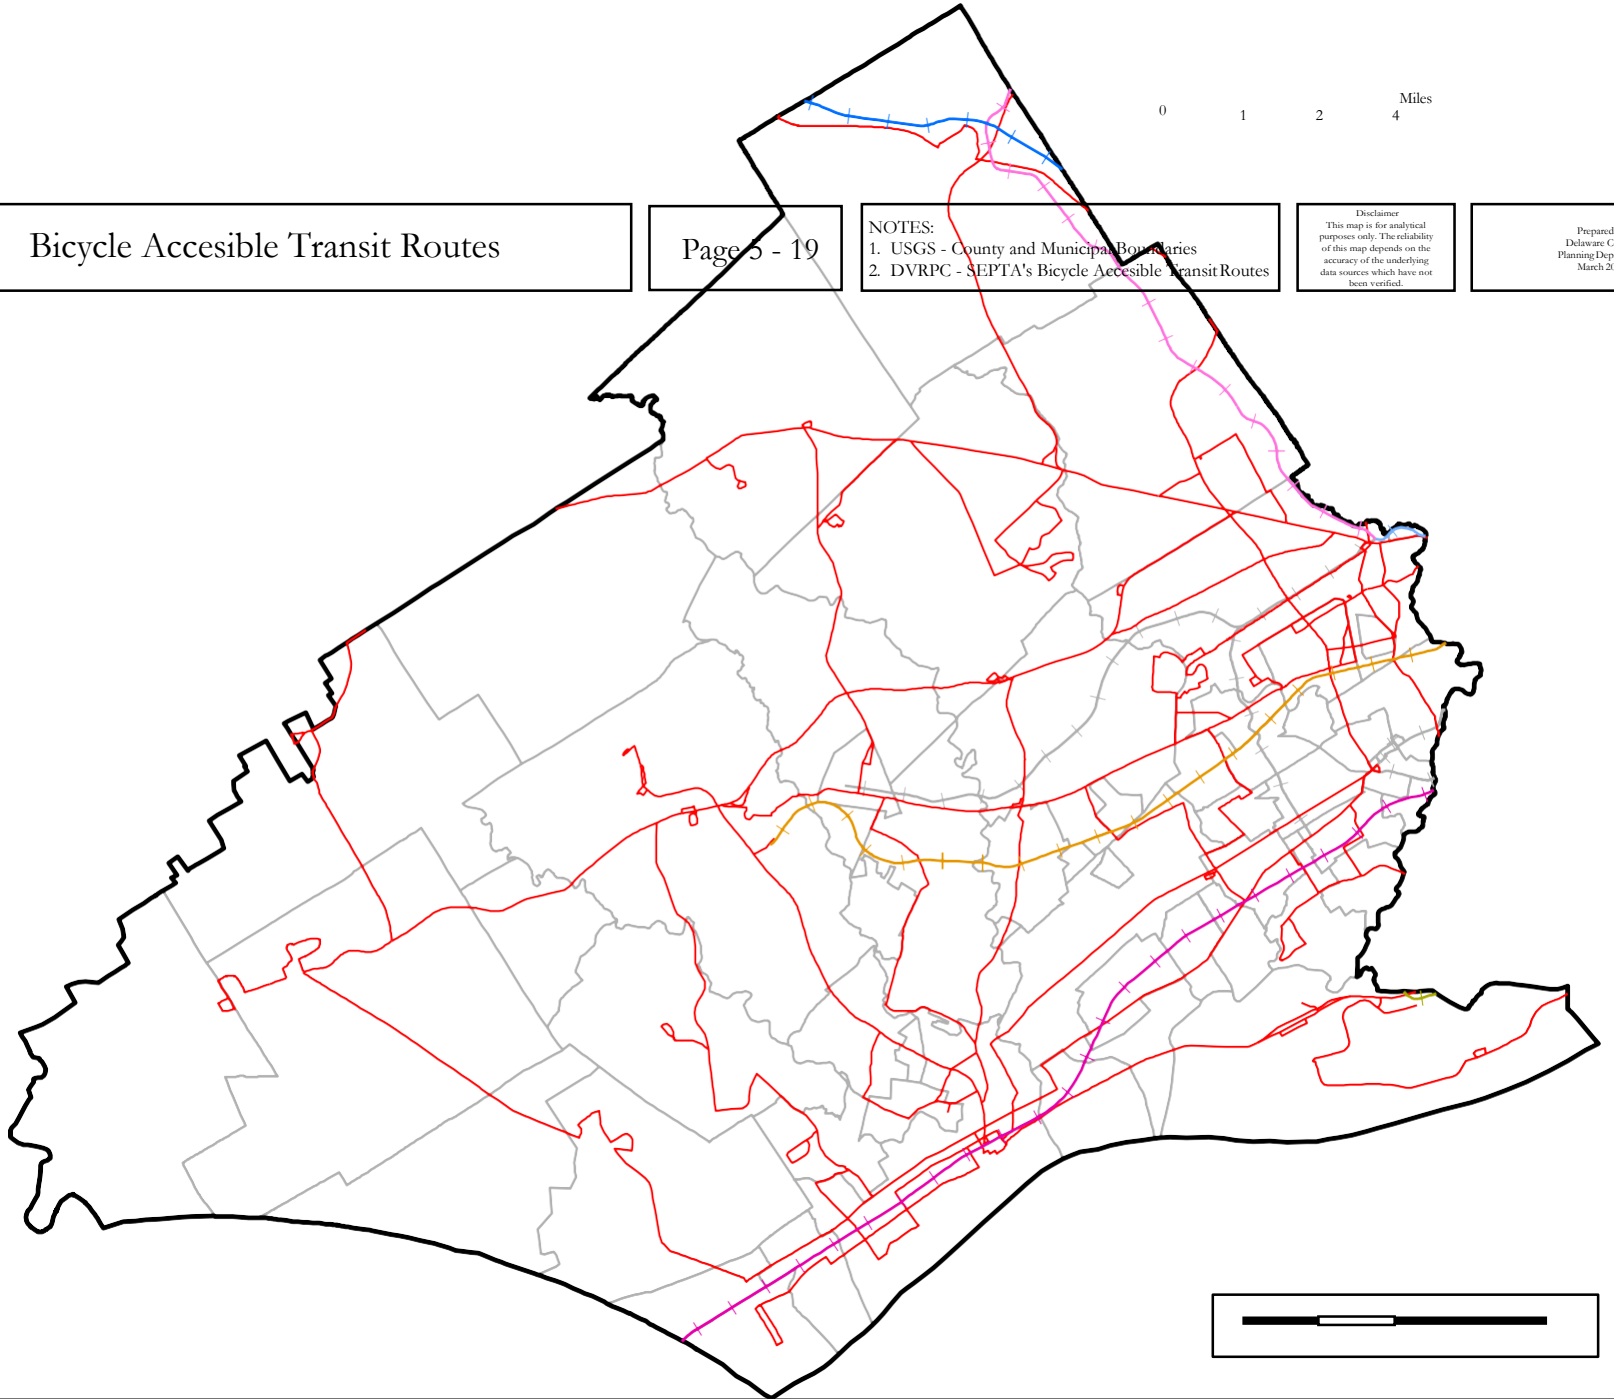 Miles
0 1 2 4
Bicycle Accesible Transit Routes
Page 5 - 19
NOTES:
1. USGS - County and Municipal Boundaries
2. DVRPC - SEPTA's Bicycle Accesible Transit Routes
Disclaimer
This map is for analytical
purposes only. The reliability
of this map depends on the
accuracy of the underlying
data sources which have not
been verified.
Prepared
Delaware C
Planning Dep
March 20